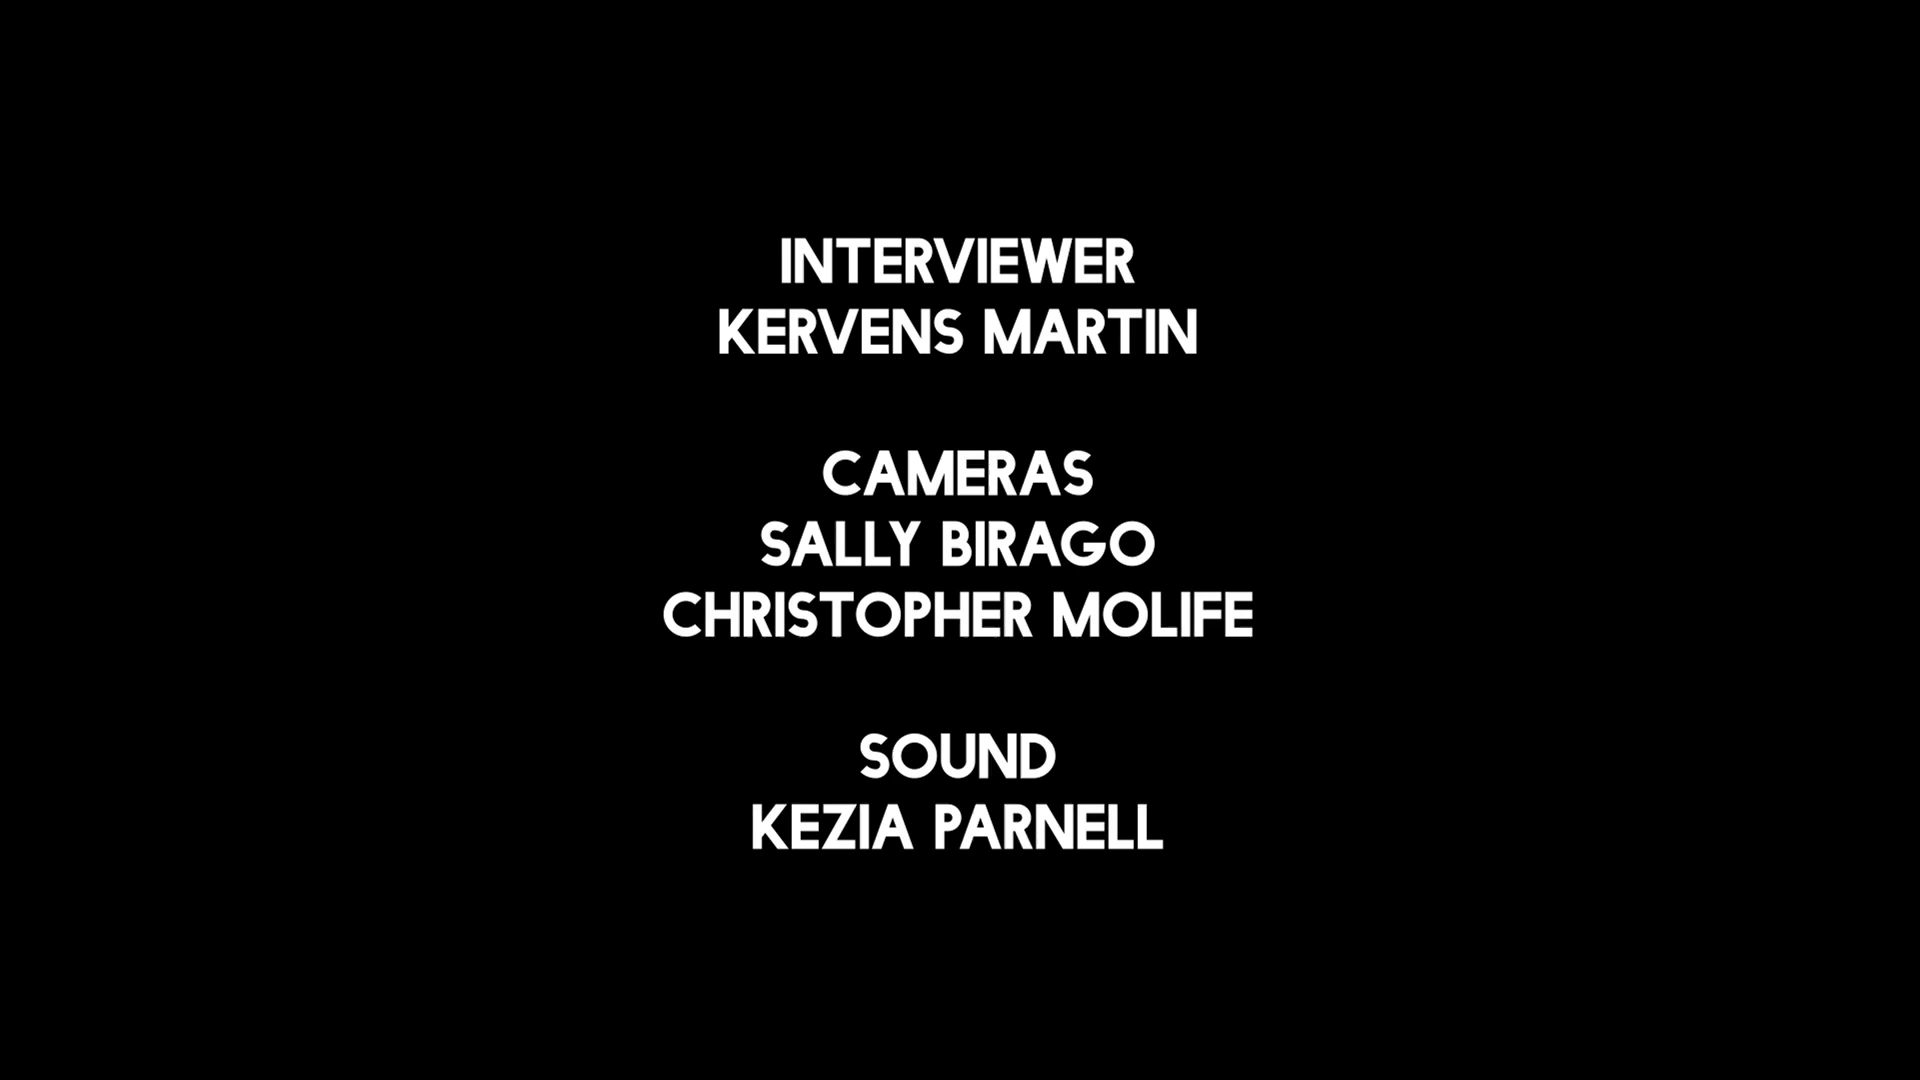 INTERVIEWER
KERVENS MARTIN
CAMERAS
SALLY BIRAGO
CHRISTOPHER MOLIFE
SOUND
KEZIA PARNELL